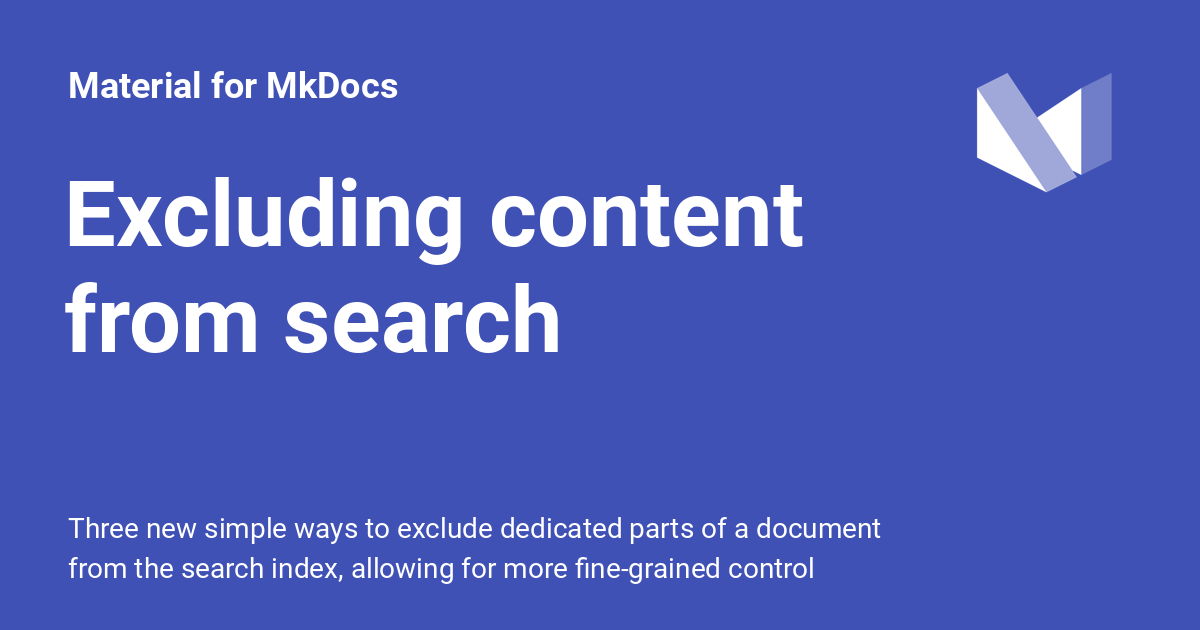 Material for MkDocs
Excluding content
from search
Three new simple ways to exclude dedicated parts of a document
from the search index, allowing for more fine-grained control